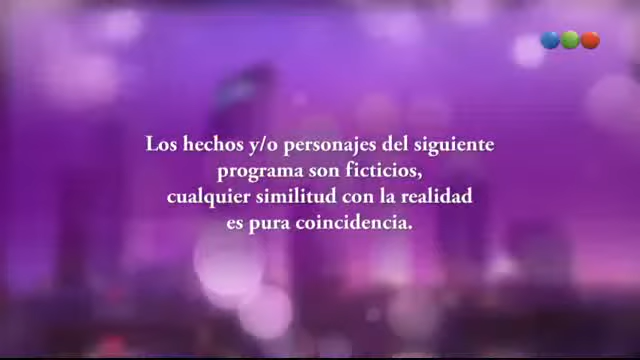 Los hechos y/o personajes del siguiente
programa son ficticios,
cualquier similitud con la realidad
es pura coincidencia.